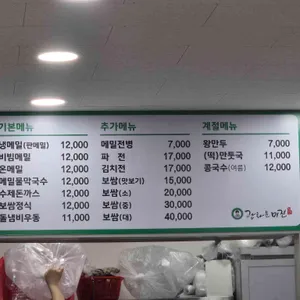 기본메뉴
냉메밀(판메밀) 12,000
비빔메밀 12,000
온메밀 12,000
메밀물막국수 12,000
수제돈까스 12,000
보쌈정식 12,000
돌냄비우동 11,000
추가메뉴
메밀전병 7,000
파 전 17,000
김치전 17,000
보쌈(맛보기) 15,000
보쌈(소) 20,000
보쌈(중) 30,000
보쌈(대) 40,000
계절메뉴
왕만두 7,000
(떡)만둣국 11,000
콩국수(여름) 12,000